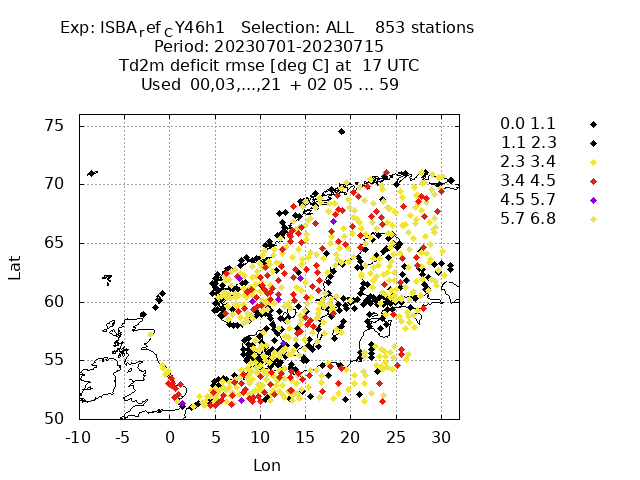 Exp: ISBA_ref_CY46h1   Selection: ALL    853 stations
Period: 20230701-20230715
Td2m deficit rmse [deg C] at  17 UTC
Used  00,03,...,21  + 02 05 ... 59
0.0 1.1
1.1 2.3
2.3 3.4
3.4 4.5
4.5 5.7
5.7 6.8
75
70
65
60
55
50
Lat
-10 -5 0 5 10 15 20 25 30
Lon